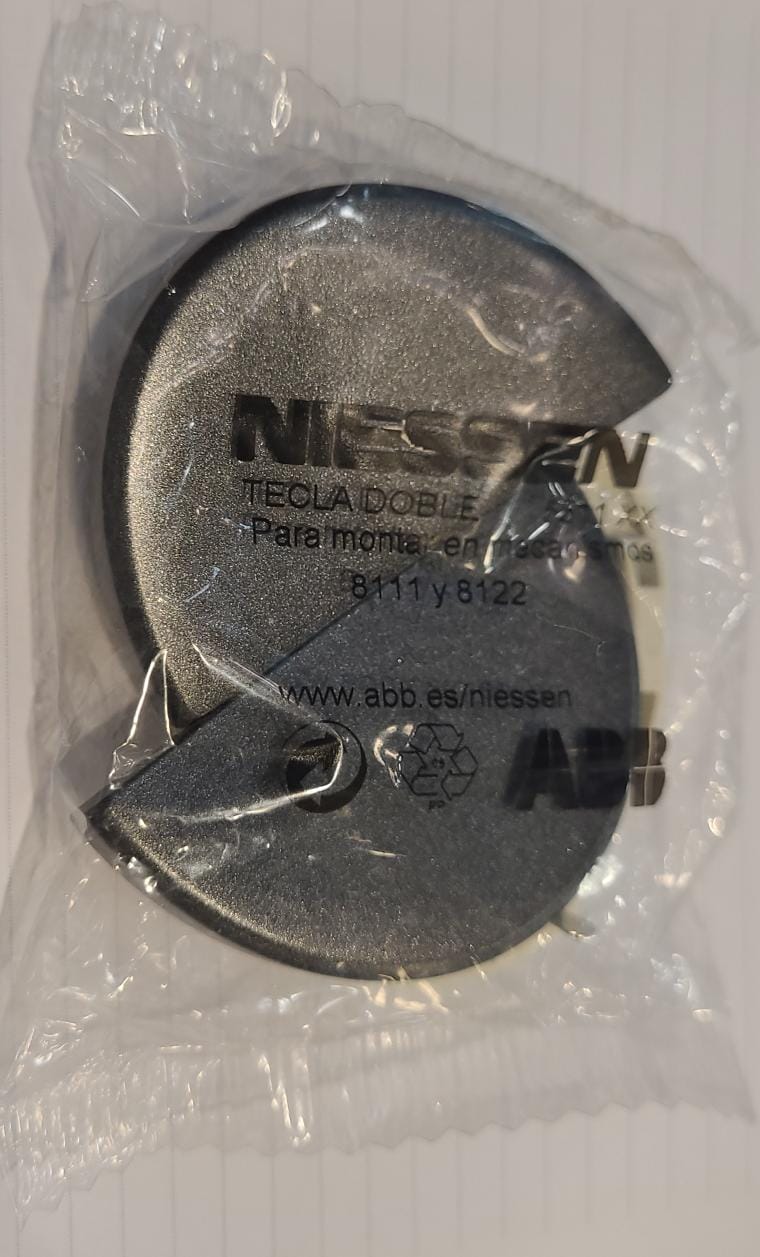 NIESSEN
TECLA DOBLE
Para montar en mecanismos
8111 y 8122
www.abb.es/niessen
ABB